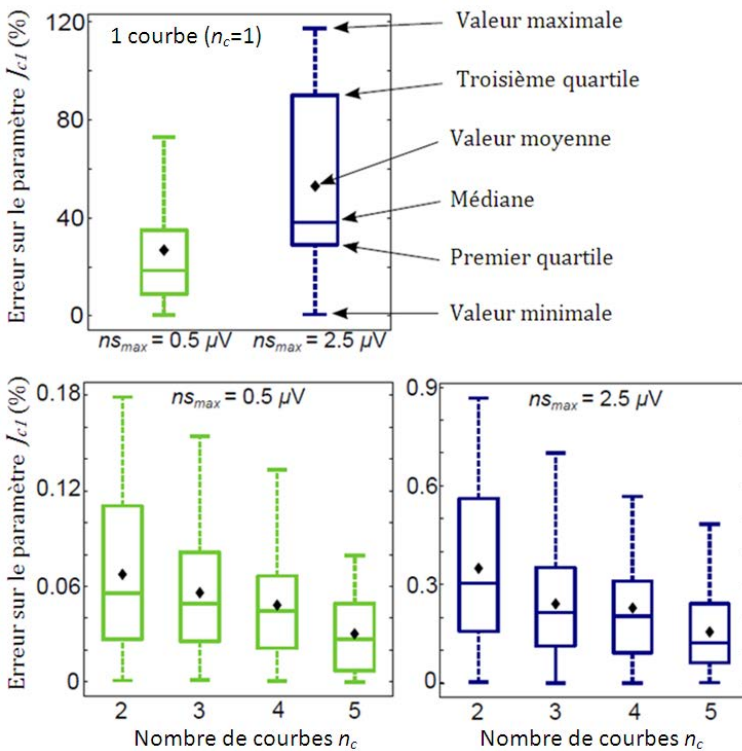 Erreur sur le paramètre Jc1 (%)
120
80
40
0
1 courbe (nc=1)
nsmax = 0.5 µV
nsmax = 2.5 µV
Valeur maximale
Troisième quartile
Valeur moyenne
Médiane
Premier quartile
Valeur minimale
Erreur sur le paramètre Jc1 (%)
0.18
0.12
0.06
0
nsmax = 0.5 µV
2 3 4 5
Nombre de courbes nc
0.9
0.6
0.3
0
nsmax = 2.5 µV
2 3 4 5
Nombre de courbes nc